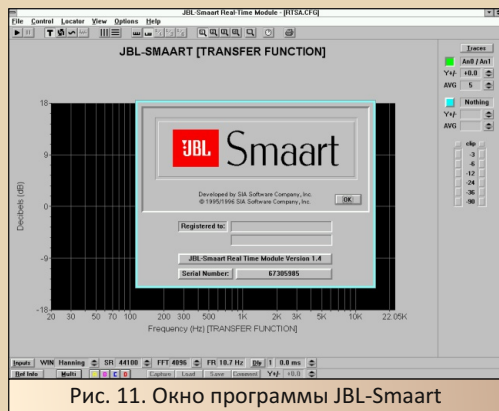 JBL-Smaart Real-Time Module - [RTSA.CFG]
File Control Locator View Options Help
JBL-SMAART [TRANSFER FUNCTION]
Traces
An0 / An1
Y+/- +0.0
AVG 5
Nothing
Y+/-
AVG
clip
-3
-6
-12
-24
-36
-90
Decibels (dB)
18
9
0
-9
-18
JBL Smaart
Developed by SIA Software Company, Inc.
© 1995/1996 SIA Software Company, Inc.
OK
Registered to:
JBL-Smaart Real Time Module Version 1.4
Serial Number: 67305985
20 30 50 70 100 200 300 500 1K 2K 3K 5K 10K 22.05K
Frequency (Hz) [TRANSFER FUNCTION]
Inputs WIN Hanning SR 44100 FFT 4096 FR 10.7 Hz Dly 1 0.0 ms
Ref Info Multi Capture Load Save Comment Y+/- +0.0
Рис. 11. Окно программы JBL-Smaart